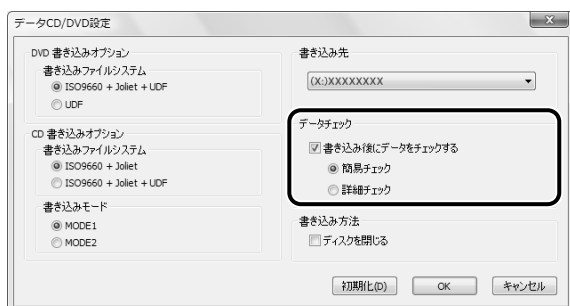 データCD/DVD設定
DVD 書き込みオプション
書き込みファイルシステム
ISO9660 + Joliet + UDF
UDF
CD 書き込みオプション
書き込みファイルシステム
ISO9660 + Joliet
ISO9660 + Joliet + UDF
書き込みモード
MODE1
MODE2
書き込み先
(X:)XXXXXXXX
データチェック
書き込み後にデータをチェックする
簡易チェック
詳細チェック
書き込み方法
ディスクを閉じる
初期化(D)
OK
キャンセル